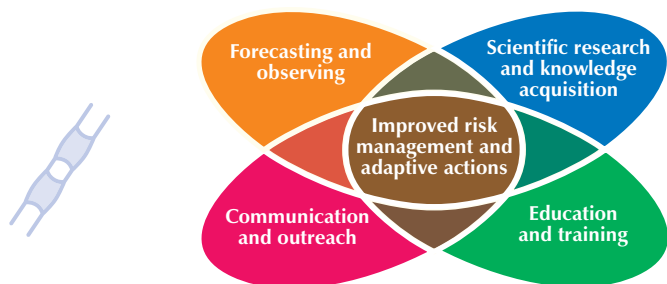 Forecasting and
observing
Scientific research
and knowledge
acquisition
Improved risk
management and
adaptive actions
Communication
and outreach
Education
and training